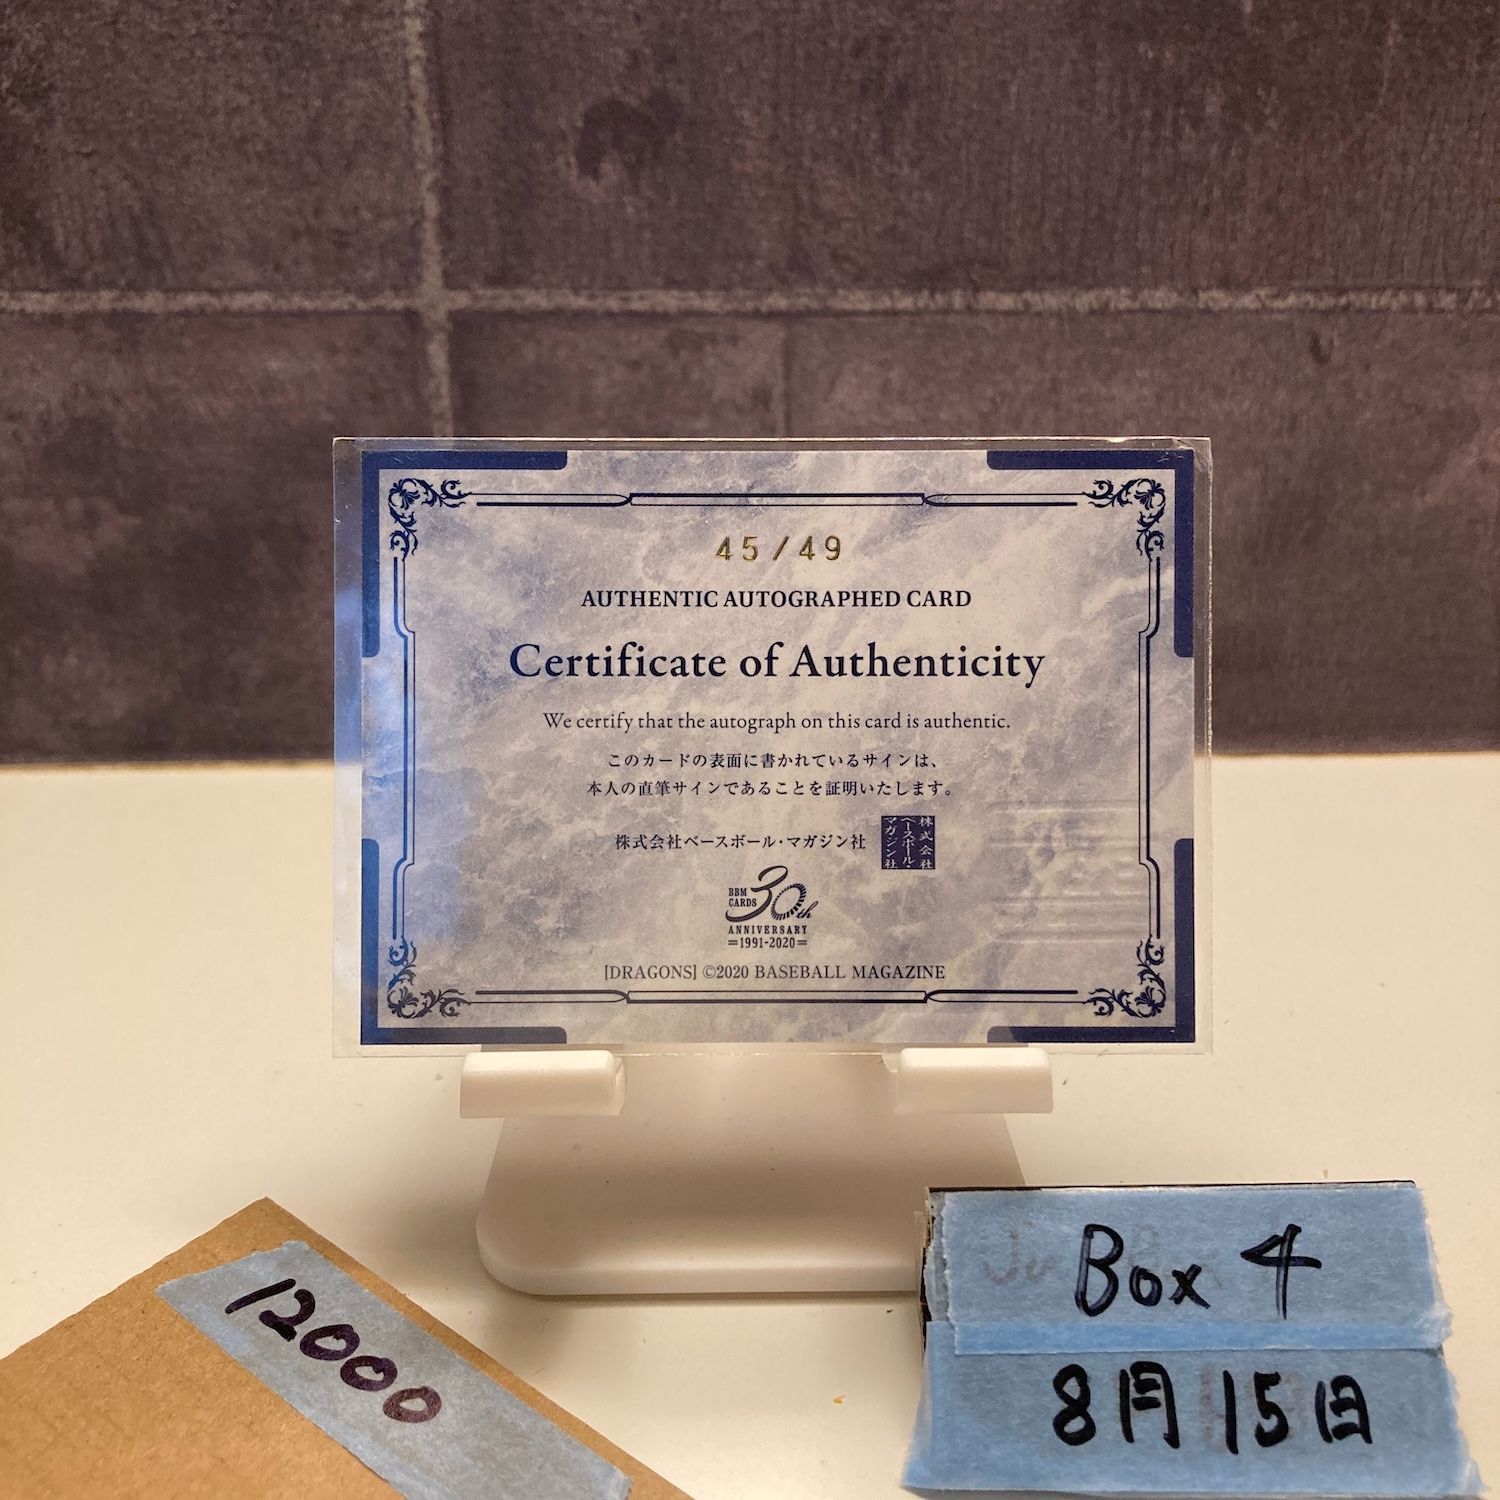 45/49
AUTHENTIC AUTOGRAPHED CARD
Certificate of Authenticity
We certify that the autograph on this card is authentic.
このカードの表面に書かれているサインは、
本人の直筆サインであることを証明いたします。
株式会社ベースボール・マガジン社
株式会社
ベースボール・
マガジン社
BBM
CARDS
30th
ANNIVERSARY
=1991-2020=
[DRAGONS] ©2020 BASEBALL MAGAZINE
12000
Box 4
8月15日